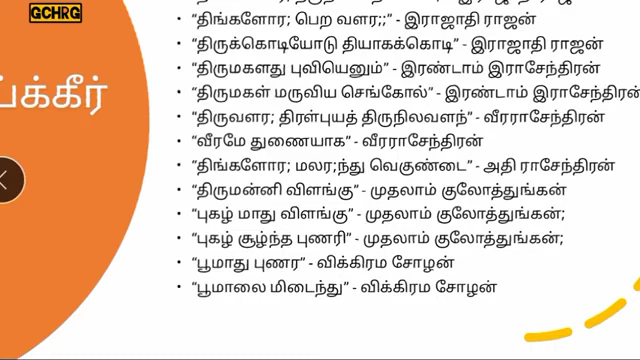 GCHRG
"திங்களோர; பெற வளர;;" - இராஜாதி ராஜன்
"திருக்கொடியோடு தியாகக்கொடி" - இராஜாதி ராஜன்
"திருமகளது புவியெனும்" - இரண்டாம் இராசேந்திரன்
"திருமகள் மருவிய செங்கோல்" - இரண்டாம் இராசேந்திரன்
"திருவளர; திரள்புயத் திருநிலவளந்" - வீரராசேந்திரன்
"வீரமே துணையாக" - வீரராசேந்திரன்
"திங்களோர; மலர;ந்து வெகுண்டை" - அதி ராசேந்திரன்
"திருமன்னி விளங்கு" - முதலாம் குலோத்துங்கன்
"புகழ் மாது விளங்கு" - முதலாம் குலோத்துங்கன்;
"புகழ் சூழ்ந்த புணரி" - முதலாம் குலோத்துங்கன்;
"பூமாது புணர" - விக்கிரம சோழன்
"பூமாலை மிடைந்து" - விக்கிரம சோழன்